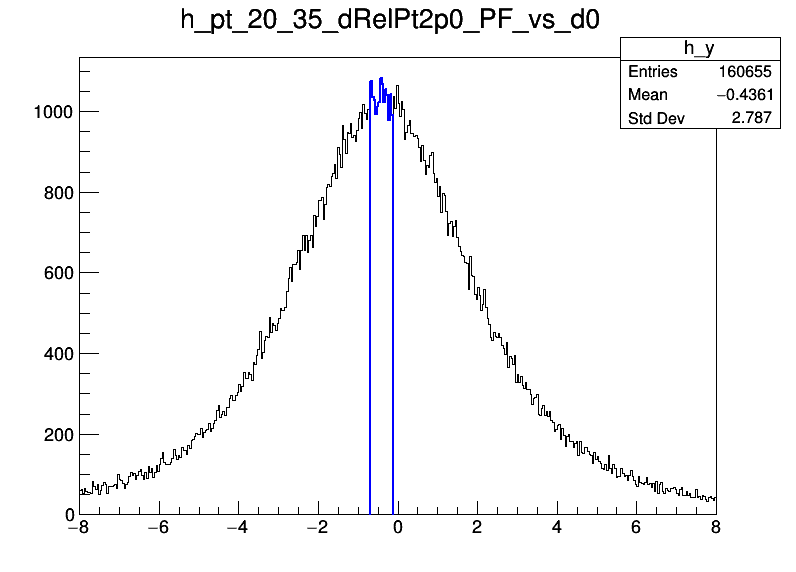 h_pt_20_35_dRelPt2p0_PF_vs_d0
h_y
Entries 160655
Mean −0.4361
Std Dev 2.787
1000
800
600
400
200
0
−8 −6 −4 −2 0 2 4 6 8